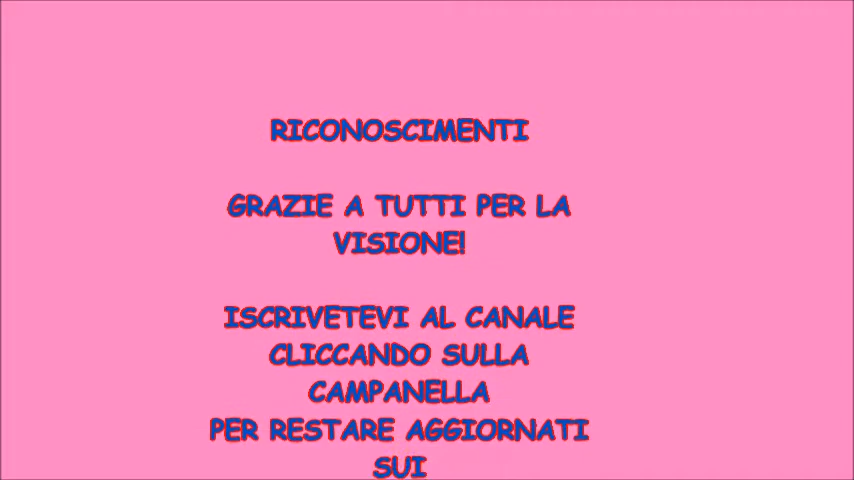 RICONOSCIMENTI
GRAZIE A TUTTI PER LA
VISIONE!
ISCRIVETEVI AL CANALE
CLICCANDO SULLA
CAMPANELLA
PER RESTARE AGGIORNATI
SUI